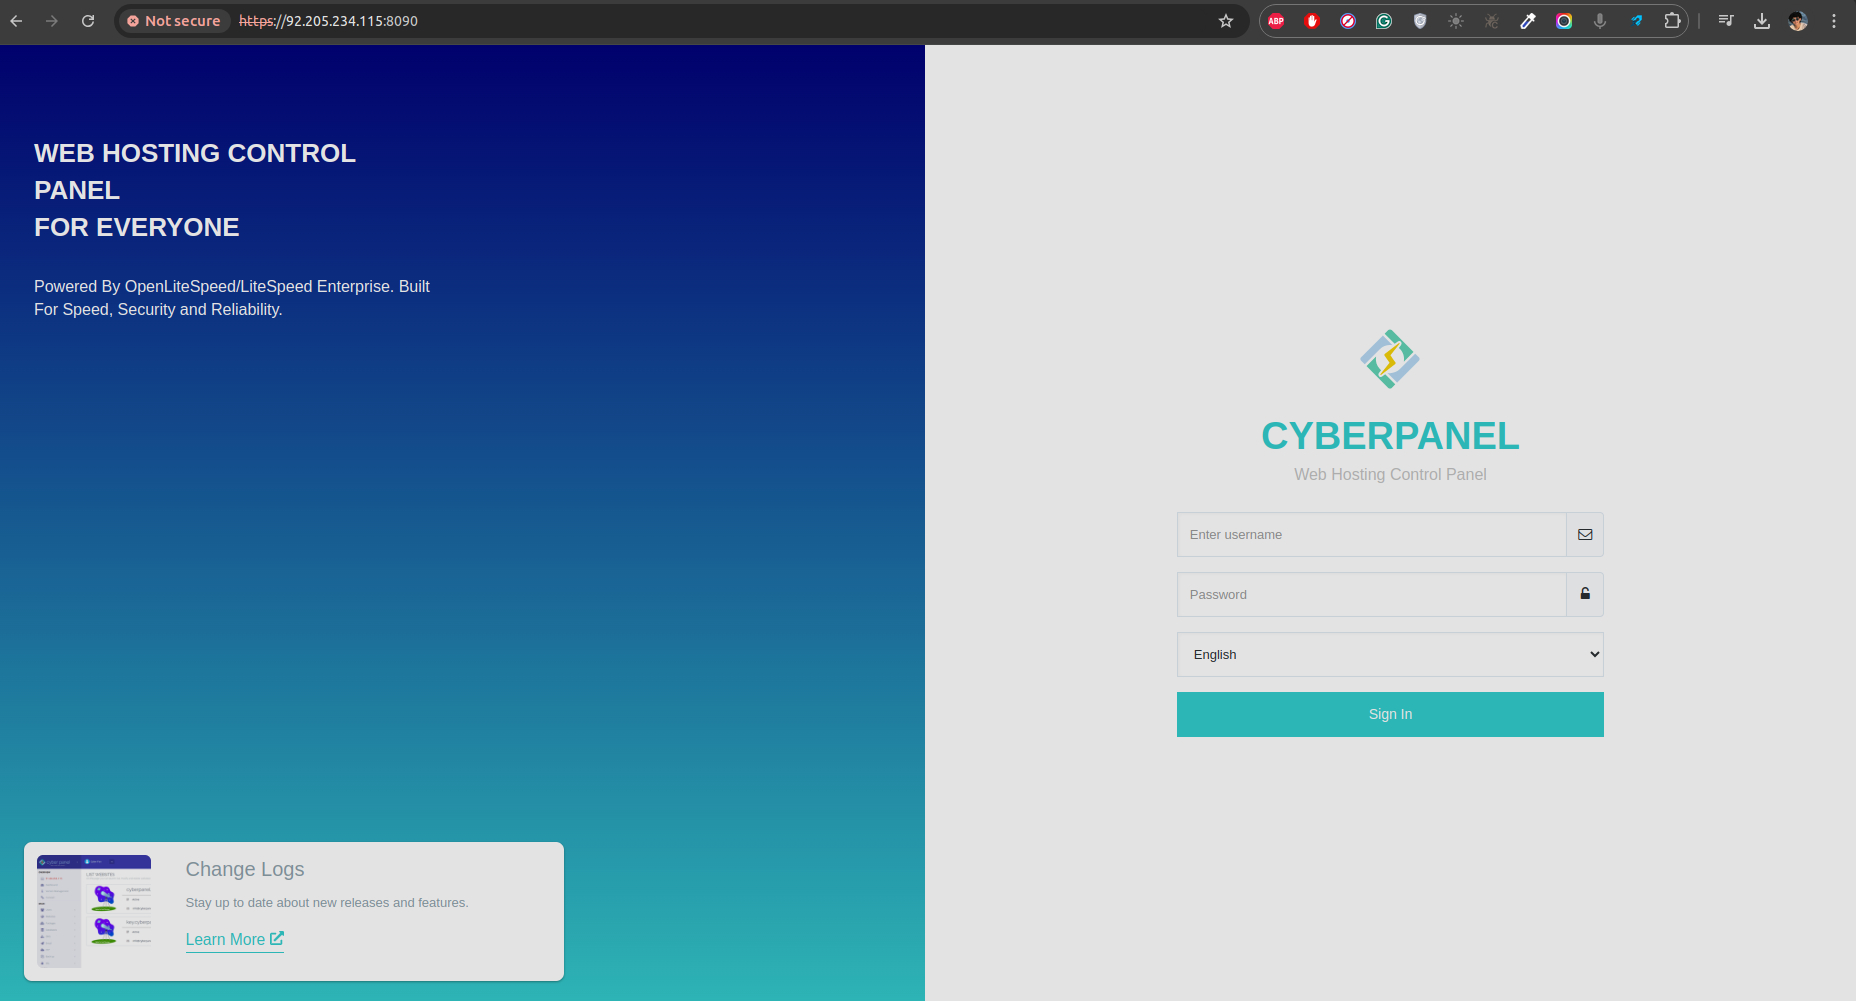 Not secure https://92.205.234.115:8090
ABP
WEB HOSTING CONTROL
PANEL
FOR EVERYONE
Powered By OpenLiteSpeed/LiteSpeed Enterprise. Built
For Speed, Security and Reliability.
CYBERPANEL
Web Hosting Control Panel
Enter username
Password
English
Sign In
Change Logs
Stay up to date about new releases and features.
Learn More